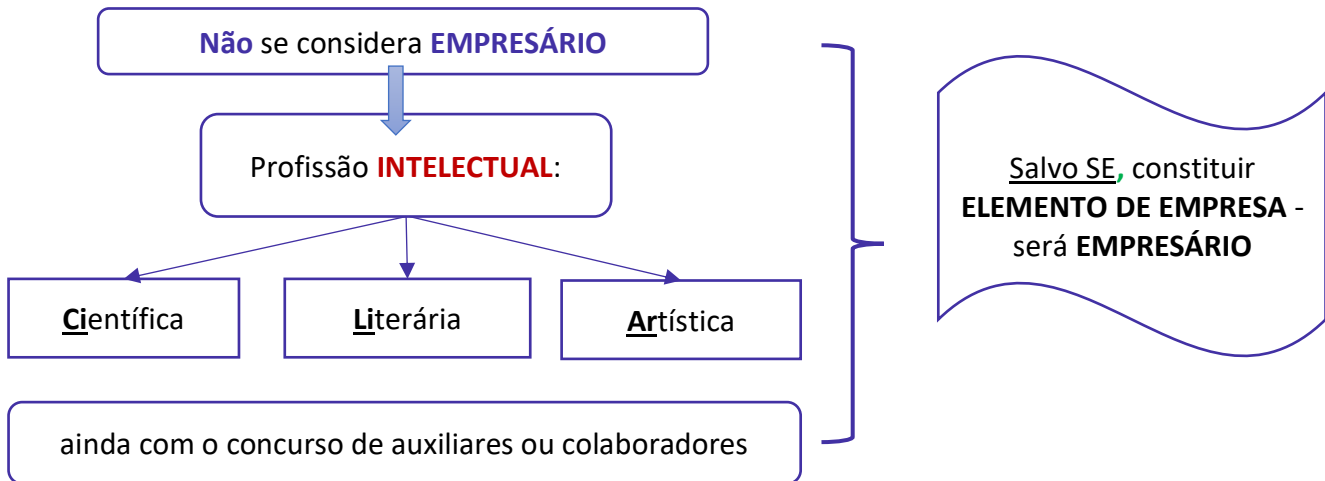 Não se considera EMPRESÁRIO
Profissão INTELECTUAL:
Científica
Literária
Artística
ainda com o concurso de auxiliares ou colaboradores
Salvo SE, constituir
ELEMENTO DE EMPRESA -
será EMPRESÁRIO